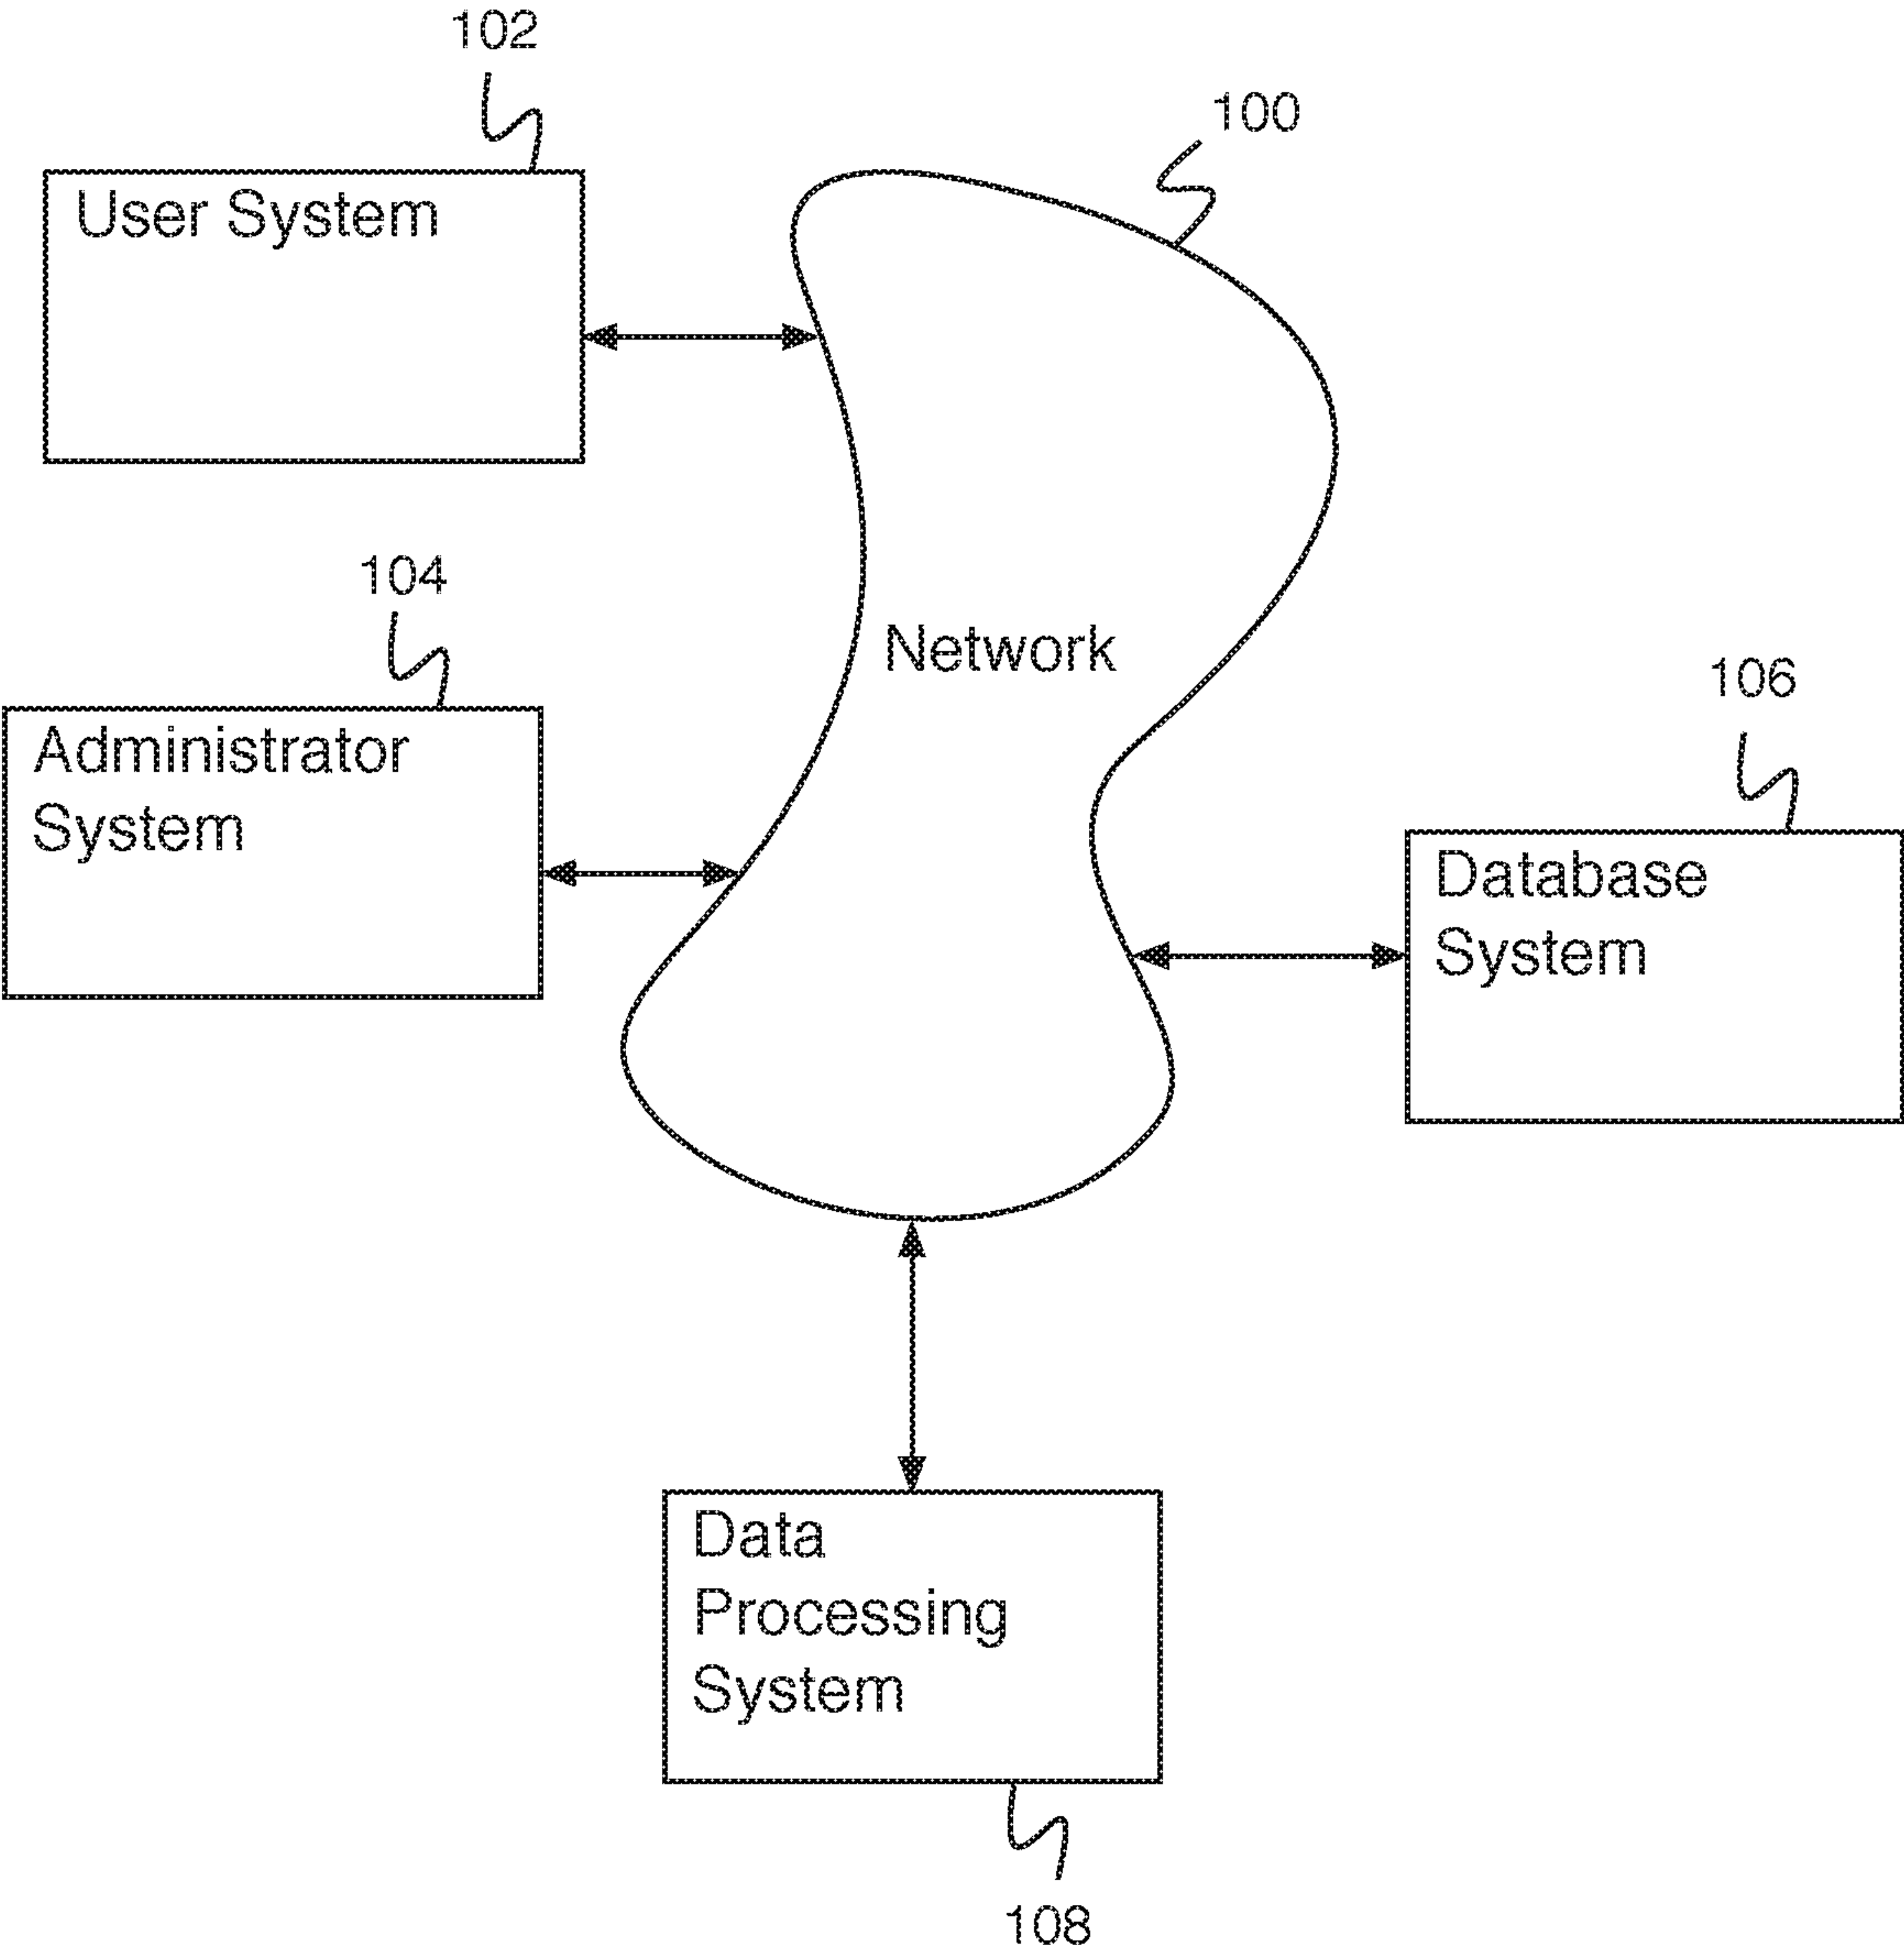 102
100
User System
104
Network
106
Administrator
System
Database
System
Data
Processing
System
108